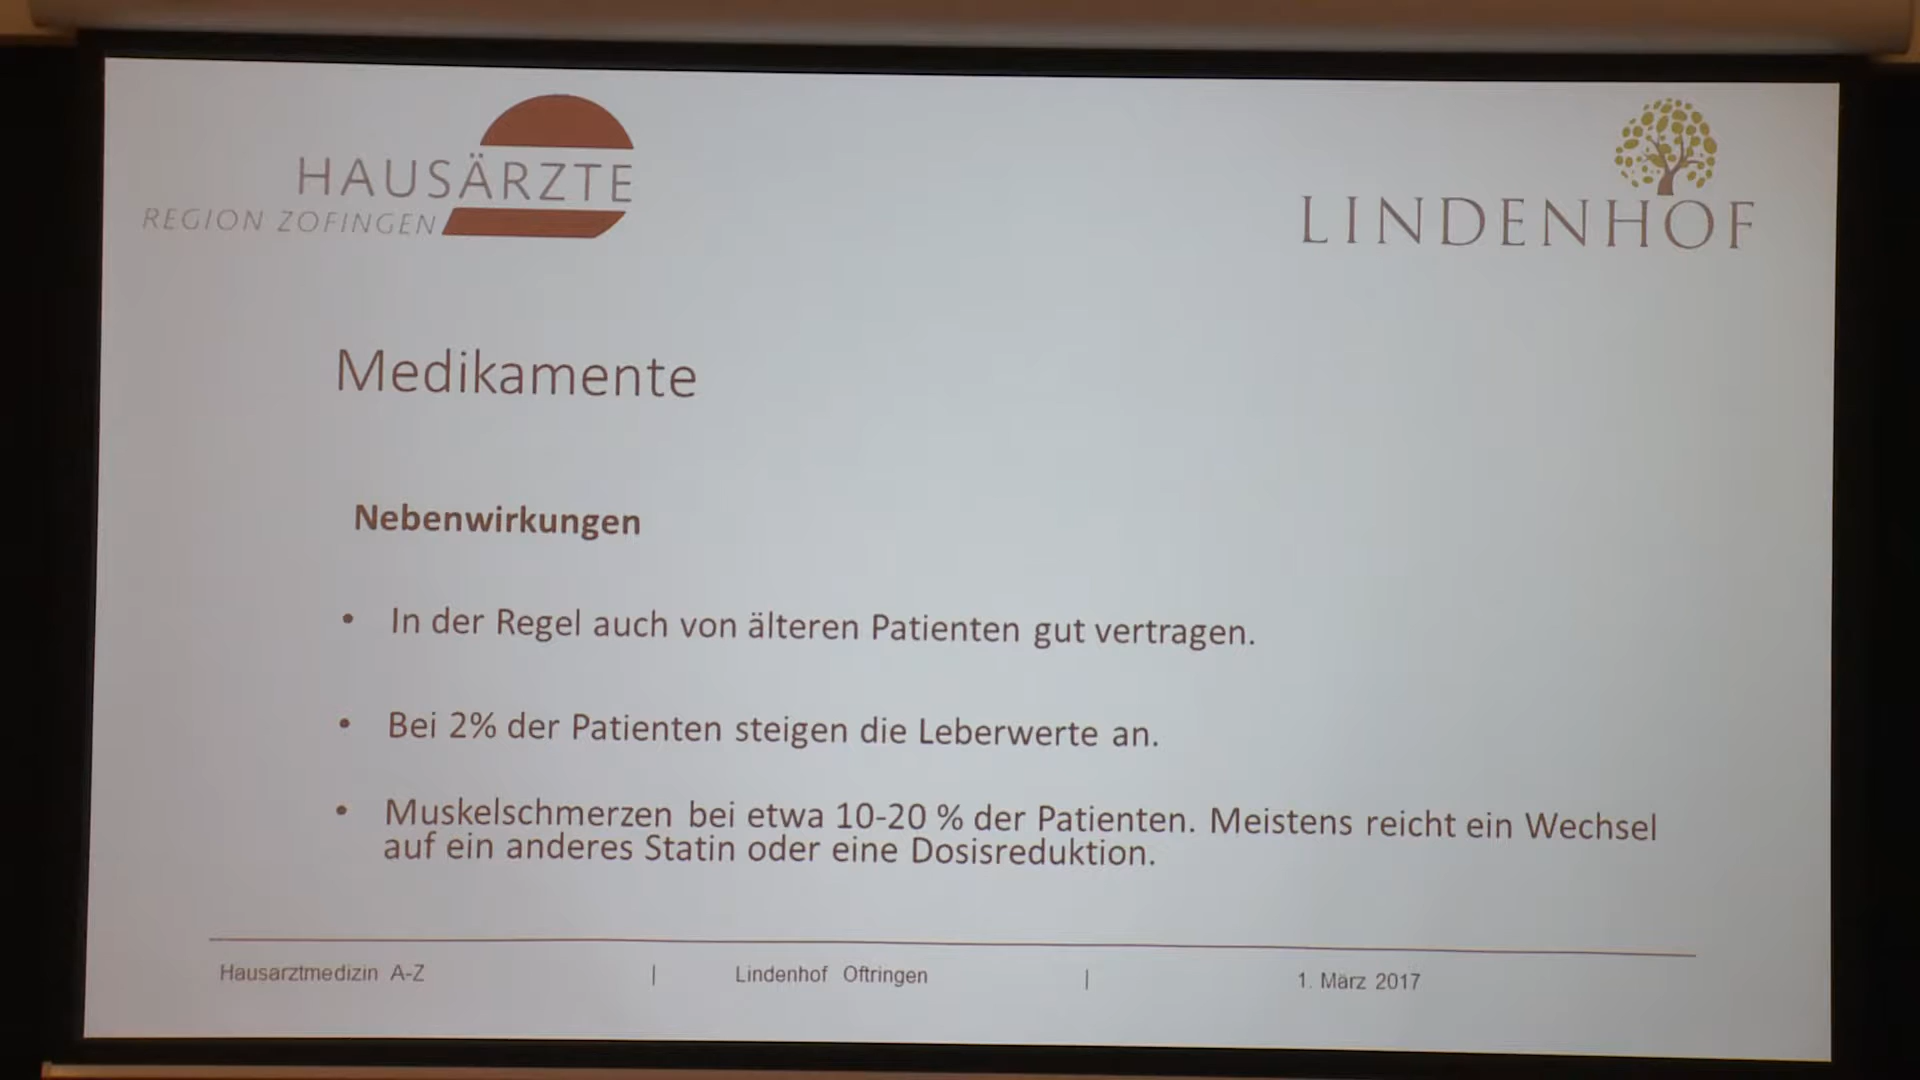 HAUSÄRZTE
REGION ZOFINGEN
LINDENHOF
Medikamente
Nebenwirkungen
• In der Regel auch von älteren Patienten gut vertragen.
• Bei 2% der Patienten steigen die Leberwerte an.
• Muskelschmerzen bei etwa 10-20 % der Patienten. Meistens reicht ein Wechsel
auf ein anderes Statin oder eine Dosisreduktion.
Hausarztmedizin A-Z | Lindenhof Oftringen | 1. März 2017